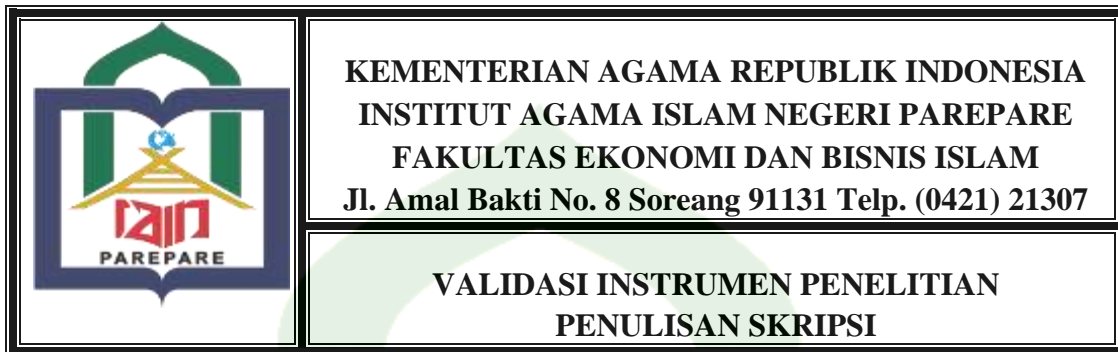 iain
PAREPARE
KEMENTERIAN AGAMA REPUBLIK INDONESIA
INSTITUT AGAMA ISLAM NEGERI PAREPARE
FAKULTAS EKONOMI DAN BISNIS ISLAM
Jl. Amal Bakti No. 8 Soreang 91131 Telp. (0421) 21307
VALIDASI INSTRUMEN PENELITIAN
PENULISAN SKRIPSI